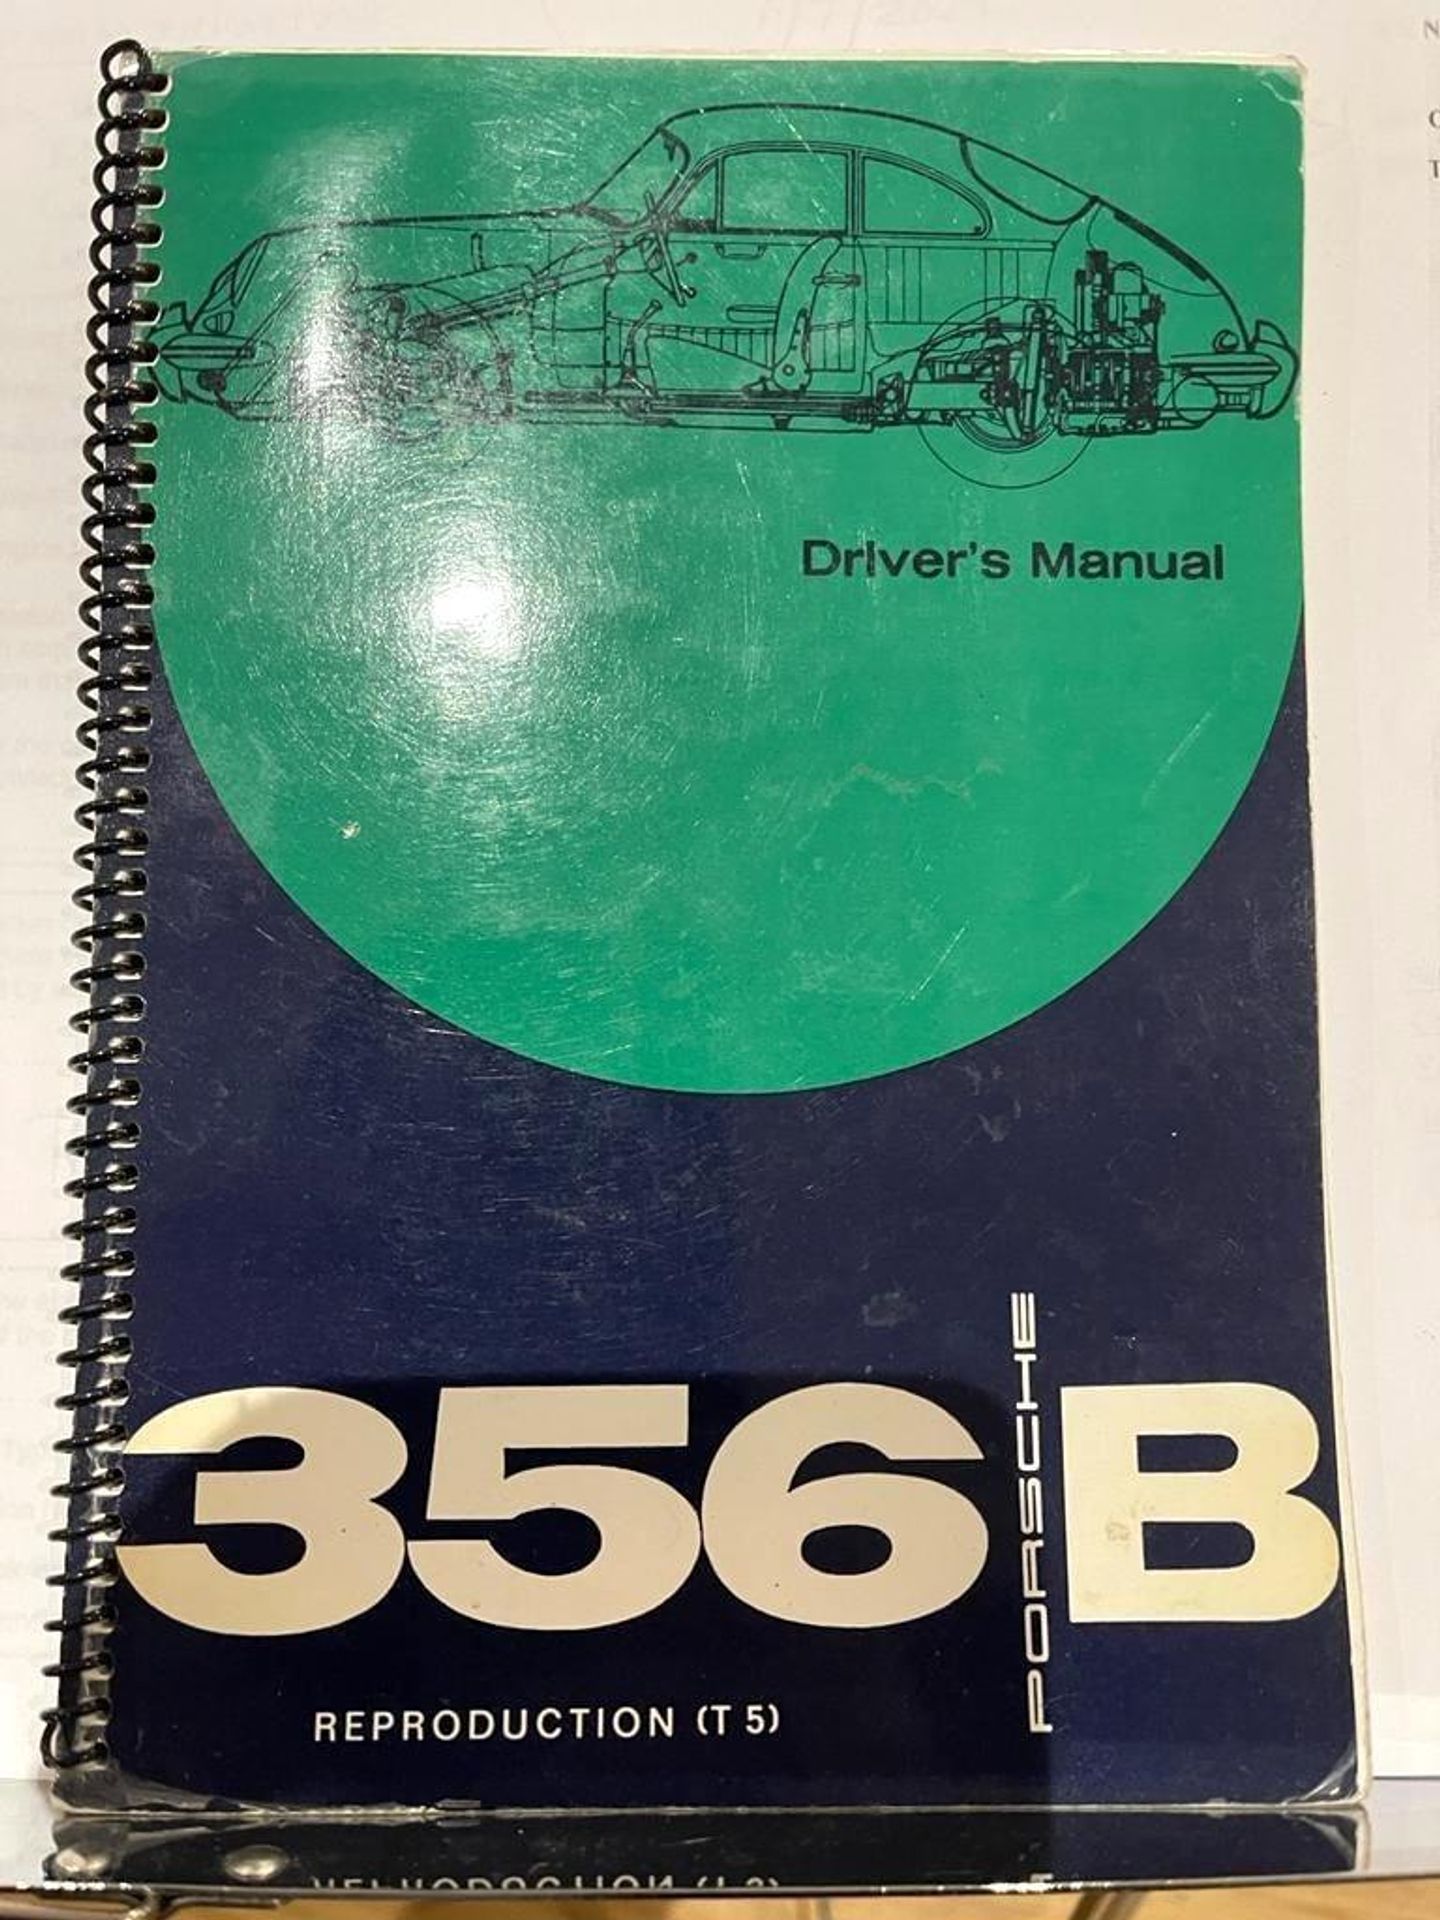 Driver's Manual
356
PORSCHE
B
REPRODUCTION (T 5)